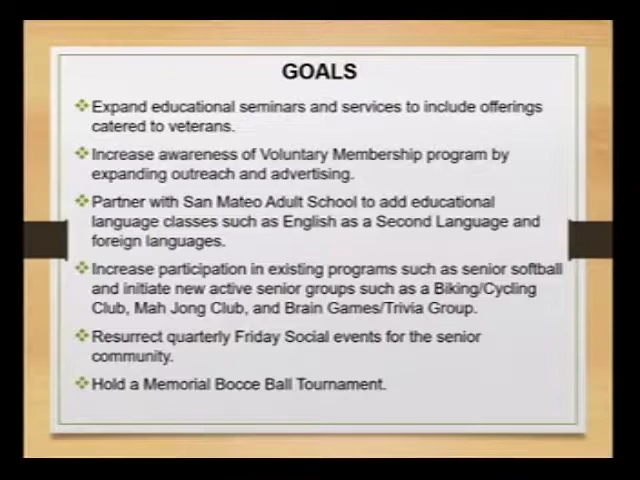 GOALS
Expand educational seminars and services to include offerings
catered to veterans.
Increase awareness of Voluntary Membership program by
expanding outreach and advertising.
Partner with San Mateo Adult School to add educational
language classes such as English as a Second Language and
foreign languages.
Increase participation in existing programs such as senior softball
and initiate new active senior groups such as a Biking/Cycling
Club, Mah Jong Club, and Brain Games/Trivia Group.
Resurrect quarterly Friday Social events for the senior
community.
Hold a Memorial Bocce Ball Tournament.